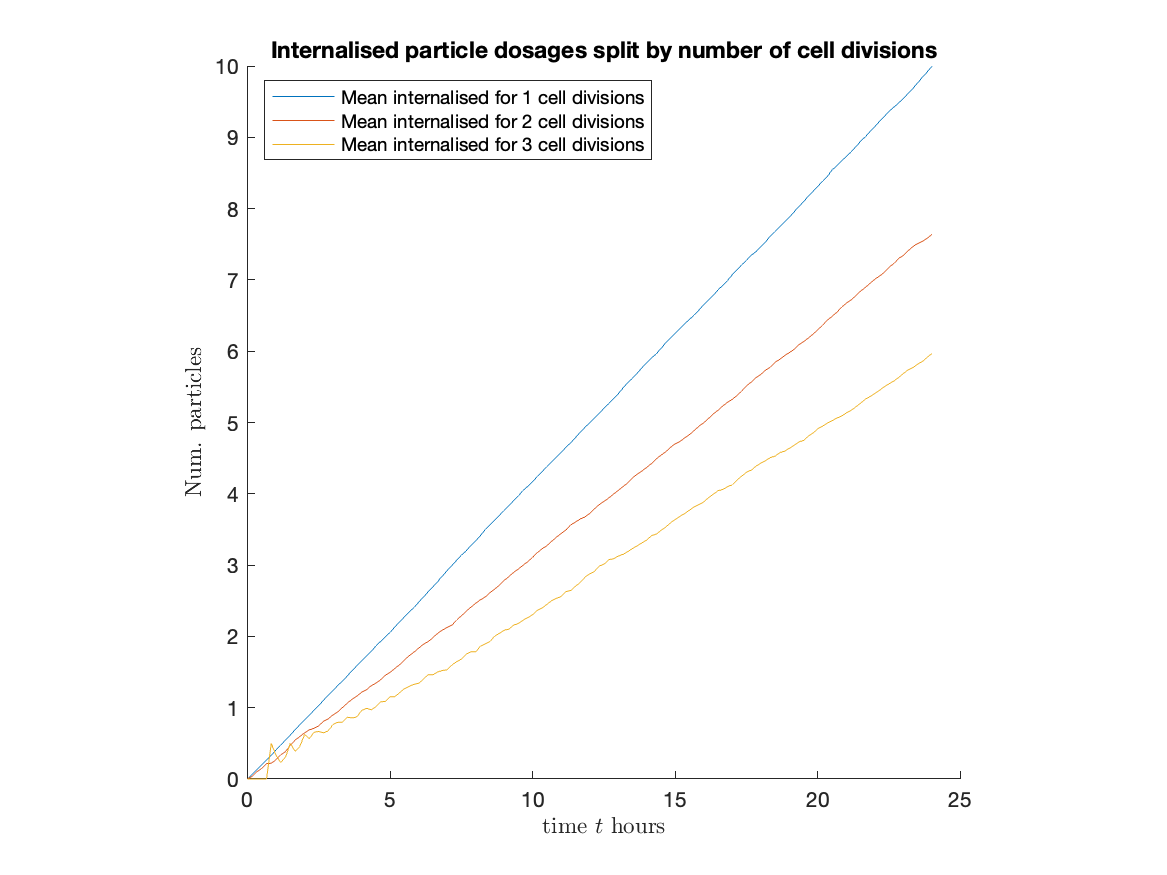 Internalised particle dosages split by number of cell divisions
10
9
8
7
6
5
4
3
2
1
0
Mean internalised for 1 cell divisions
Mean internalised for 2 cell divisions
Mean internalised for 3 cell divisions
Num. particles
0 5 10 15 20 25
time t hours